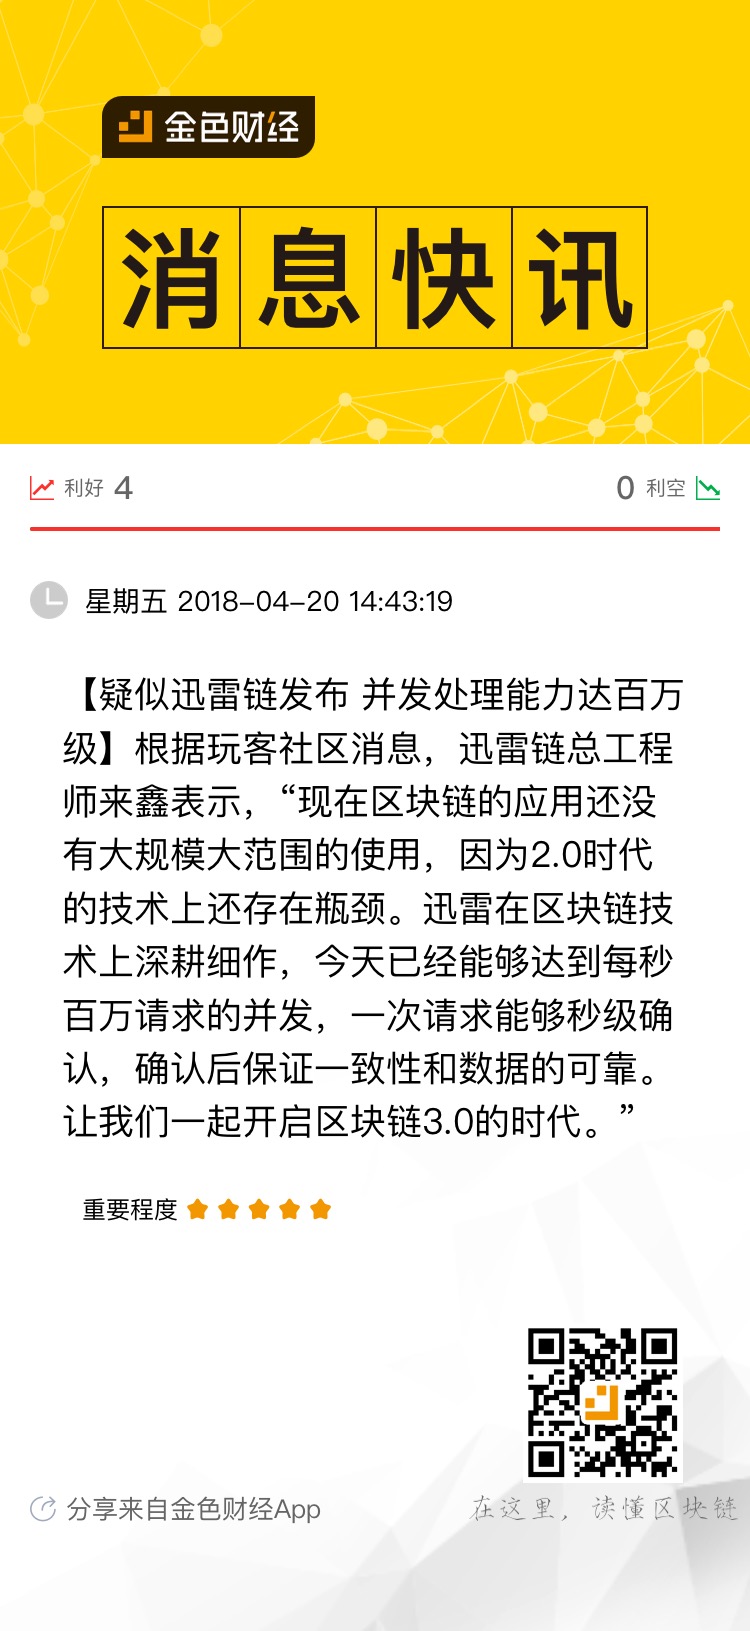 金色财经
消息快讯
利好 4
0 利空
星期五 2018-04-20 14:43:19
【疑似迅雷链发布 并发处理能力达百万
级】根据玩客社区消息，迅雷链总工程
师来鑫表示，“现在区块链的应用还没
有大规模大范围的使用，因为2.0时代
的技术上还存在瓶颈。迅雷在区块链技
术上深耕细作，今天已经能够达到每秒
百万请求的并发，一次请求能够秒级确
认，确认后保证一致性和数据的可靠。
让我们一起开启区块链3.0的时代。”
重要程度
分享来自金色财经App
在这里，读懂区块链